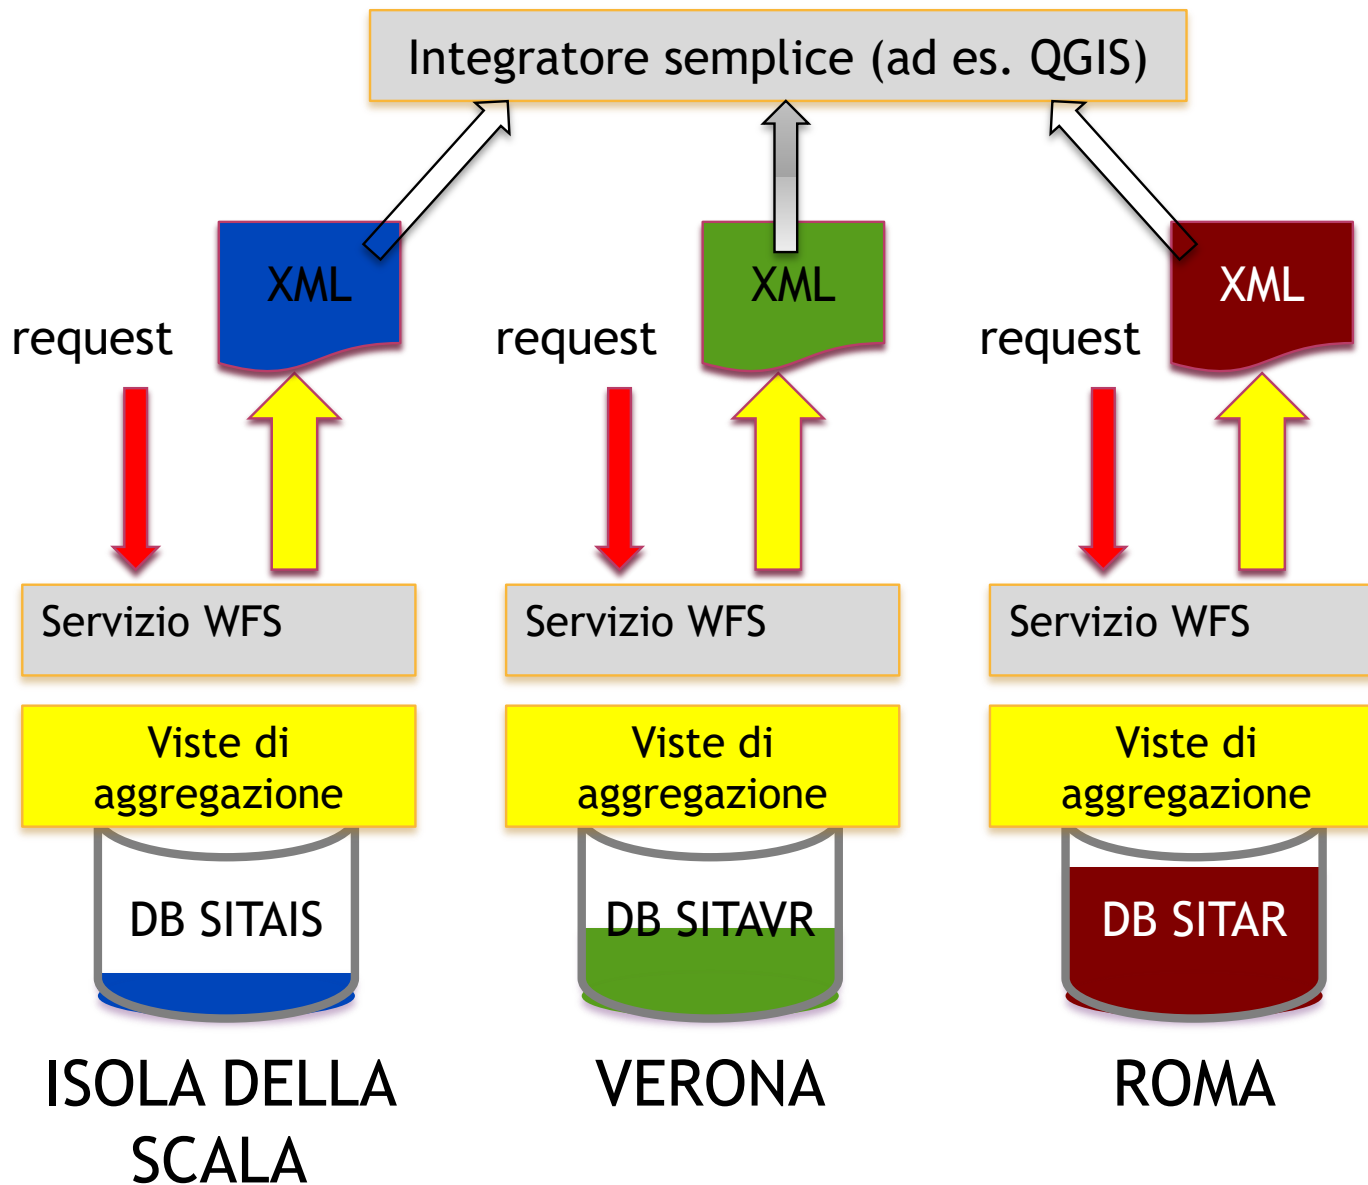 Integratore semplice (ad es. QGIS)
XML
XML
XML
request
request
request
Servizio WFS
Servizio WFS
Servizio WFS
Viste di
aggregazione
Viste di
aggregazione
Viste di
aggregazione
DB SITAIS
DB SITAVR
DB SITAR
ISOLA DELLA
SCALA
VERONA
ROMA